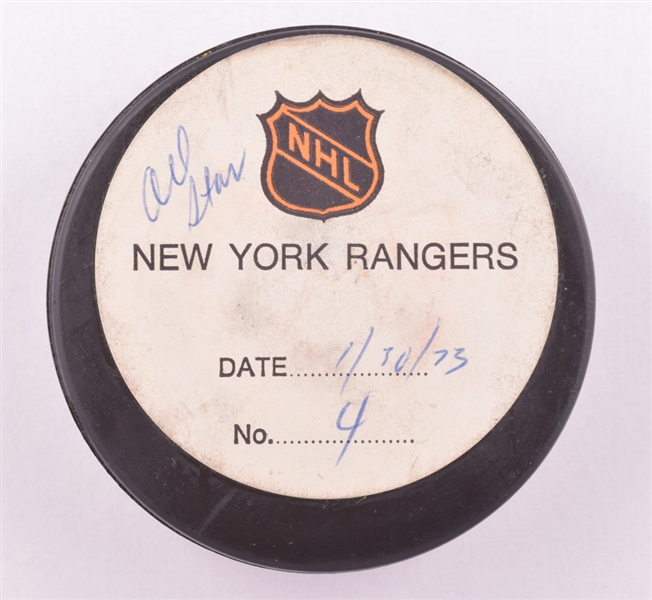 All Star
NHL
NEW YORK RANGERS
DATE 1/30/73
No. 4